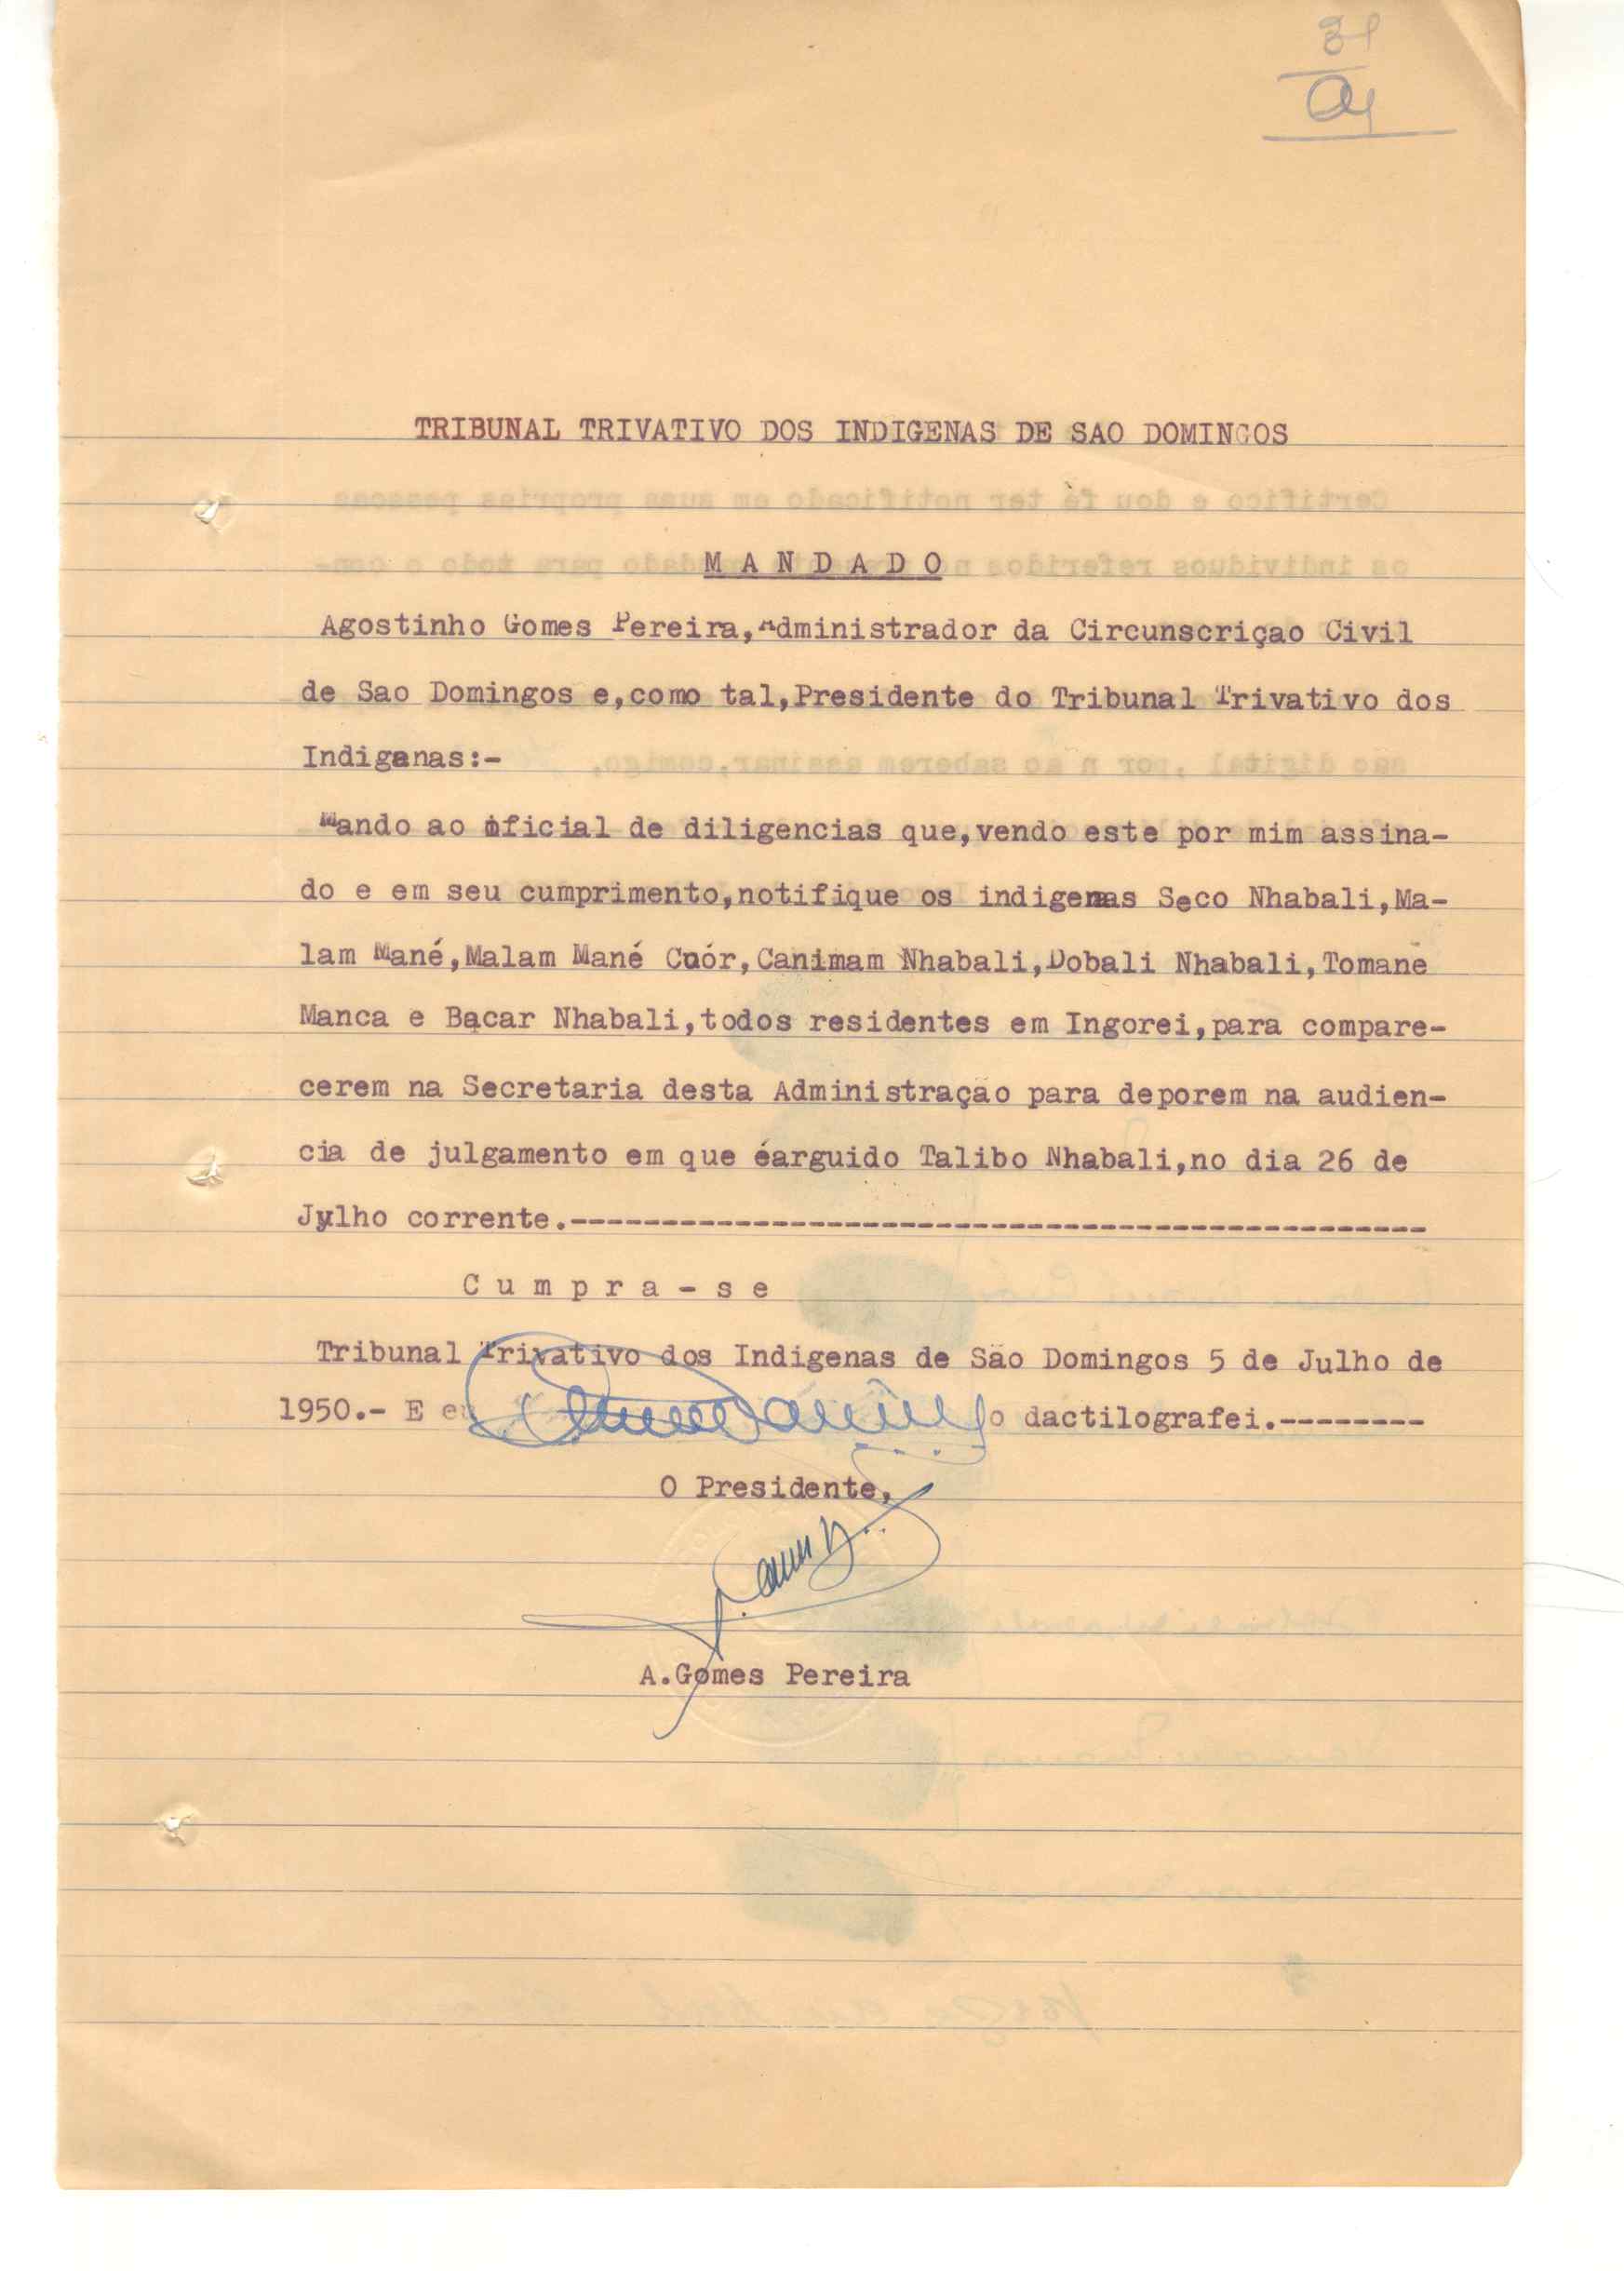 TRIBUNAL TRIVATIVO DOS INDIGENAS DE SAO DOMINGOS
M A N D A D O
Agostinho Gomes Pereira,Administrador da Circunscriçao Civil
de Sao Domingos e,como tal,Presidente do Tribunal Trivativo dos
Indigenas:-
Mando ao oficial de diligencias que,vendo este por mim assina-
do e em seu cumprimento,notifique os indigenas Seco Nhabali,Ma-
lam Mané,Malam Mané Cuór,Canimam Nhabali,Dobali Nhabali,Tomane
Manca e Bacar Nhabali,todos residentes em Ingorei,para compare-
cerem na Secretaria desta Administração para deporem na audien-
cia de julgamento em que éarguido Talibo Nhabali,no dia 26 de
Julho corrente.-----------------------------------------------
C u m p r a - s e
Tribunal Trivativo dos Indigenas de São Domingos 5 de Julho de
1950.- E eu o dactilografei.--------
O Presidente,
A.Gomes Pereira